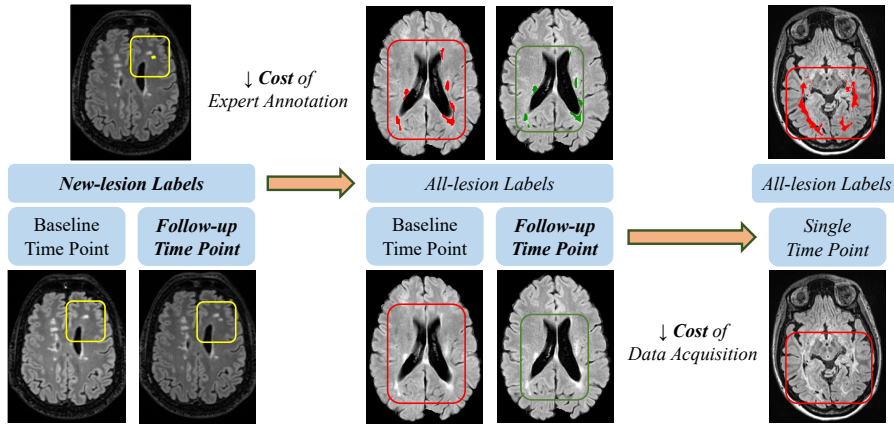 ↓ Cost of
Expert Annotation
New-lesion Labels
All-lesion Labels
All-lesion Labels
Baseline
Time Point
Follow-up
Time Point
Baseline
Time Point
Follow-up
Time Point
Single
Time Point
↓ Cost of
Data Acquisition